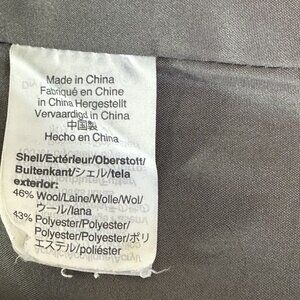 Made in China
Fabriqué en Chine
in China Hergestellt
Vervaardigd in China
中国製
Hecho en China
Shell/Extérieur/Oberstott/
Buitenkant/シェル/tela
exterior:
46% Wool/Laine/Wolle/Wol/
ウール/lana
43% Polyester/Polyester/
Polyester/Polyester/ポリ
エステル/poliéster